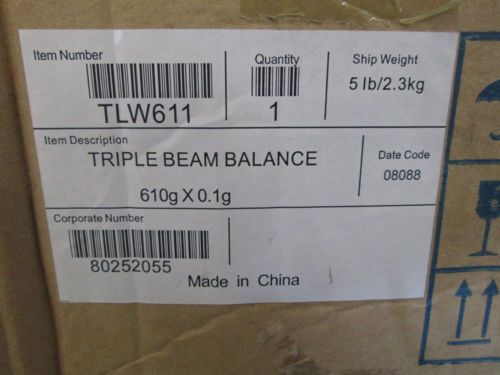 Item Number
TLW611
Quantity
1
Ship Weight
5 lb/2.3kg
Item Description
TRIPLE BEAM BALANCE
610g X 0.1g
Date Code
08088
Corporate Number
80252055
Made in China